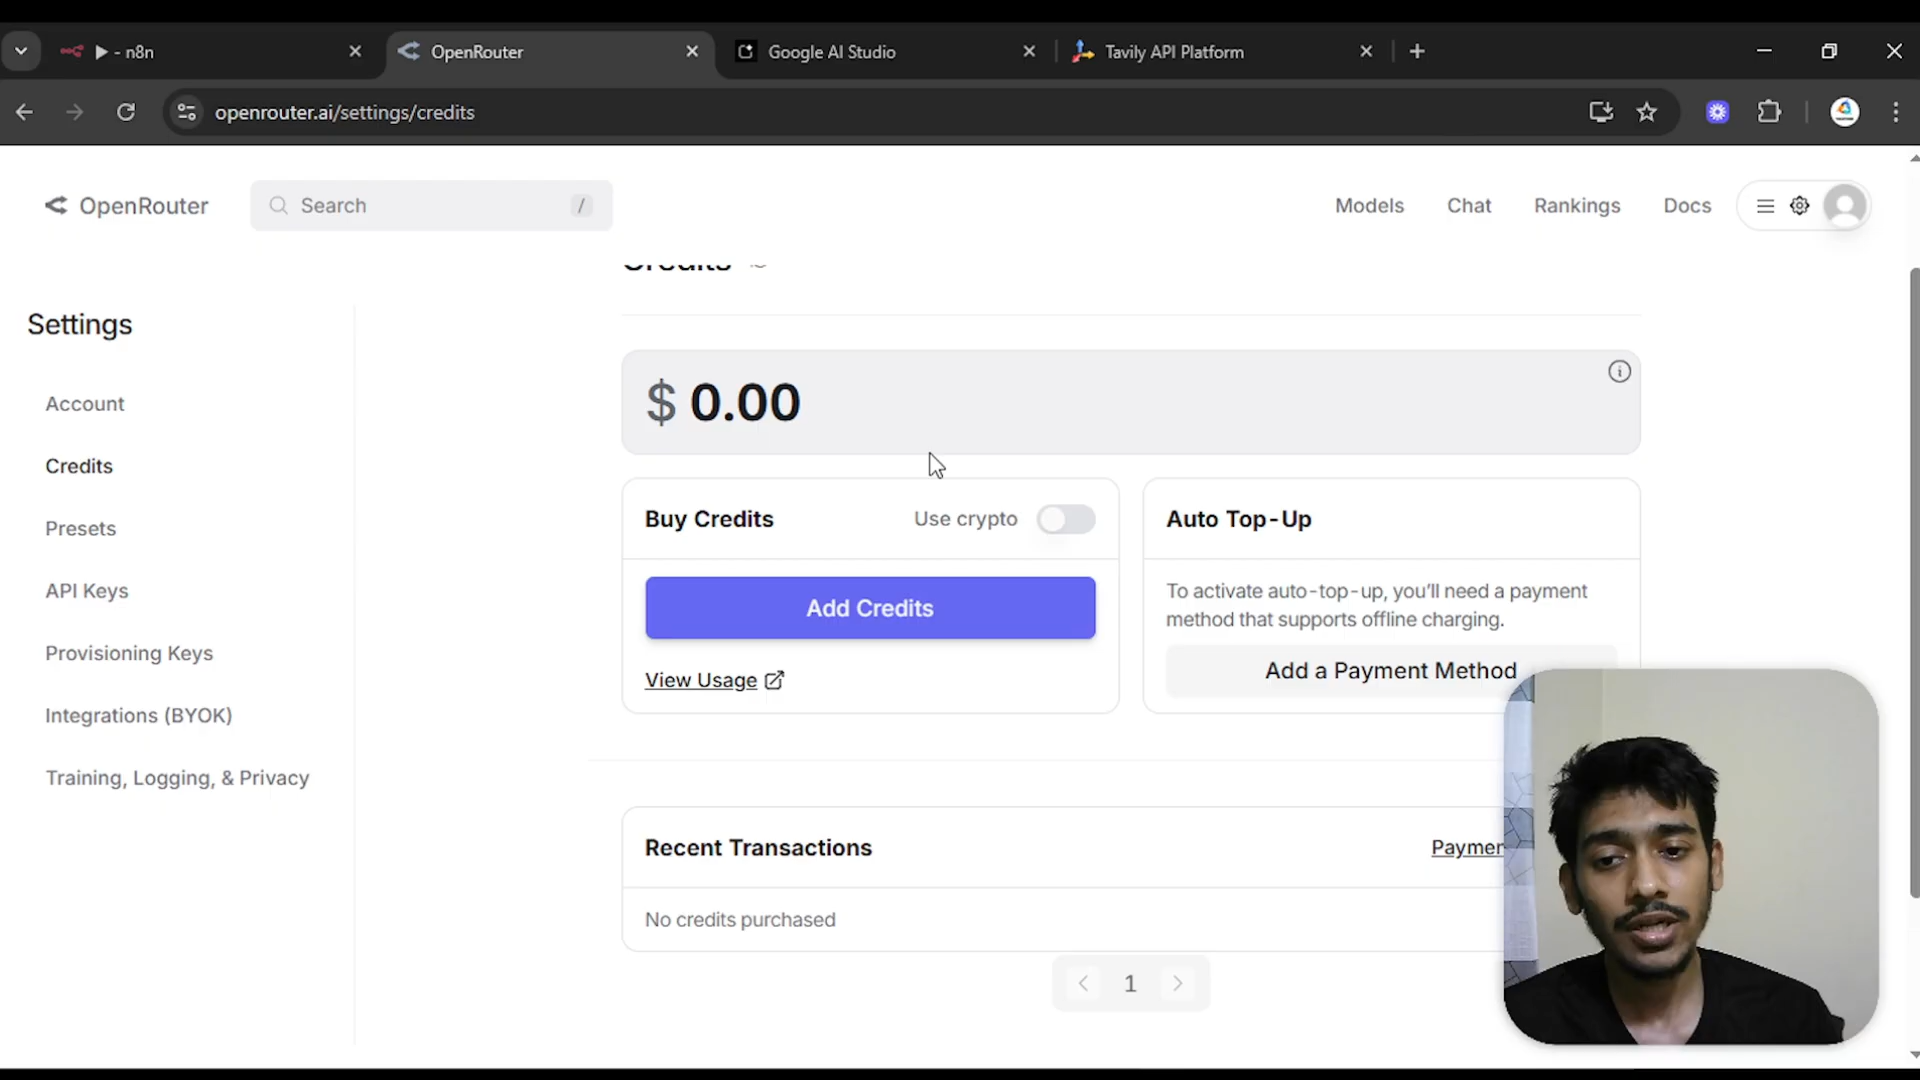 ▶ - n8n
OpenRouter
Google AI Studio
Tavily API Platform
openrouter.ai/settings/credits
OpenRouter
Search
/
Models
Chat
Rankings
Docs
Credits
Settings
Account
Credits
Presets
API Keys
Provisioning Keys
Integrations (BYOK)
Training, Logging, & Privacy
$ 0.00
Buy Credits
Use crypto
Add Credits
View Usage
Auto Top-Up
To activate auto-top-up, you'll need a payment
method that supports offline charging.
Add a Payment Method
Recent Transactions
No credits purchased
1